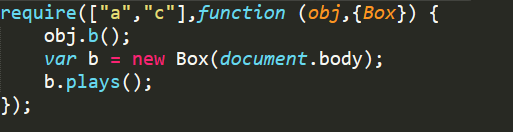 require(["a","c"],function (obj,{Box}) {
    obj.b();
    var b = new Box(document.body);
    b.plays();
});